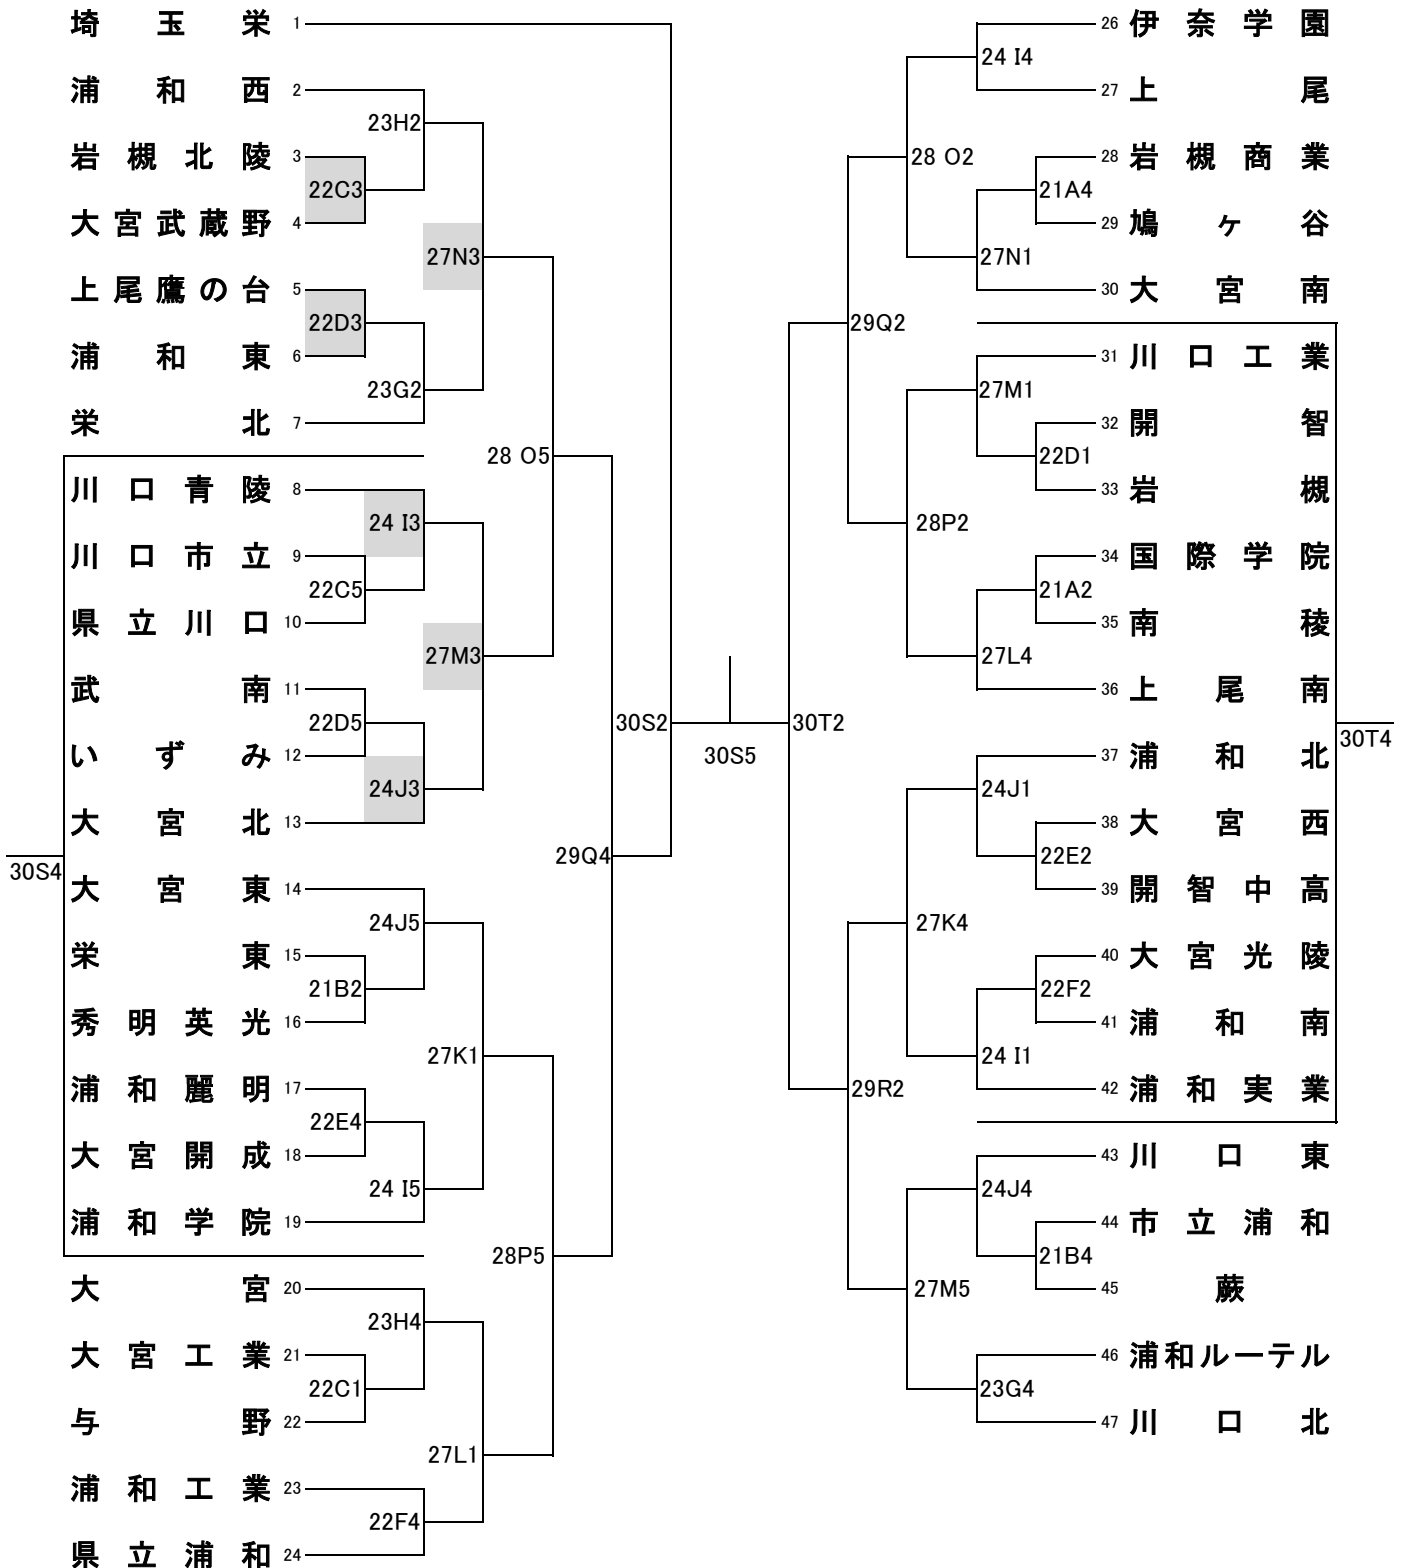 埼玉栄 1
浦和西 2
23H2
岩槻北陵 3
22C3
大宮武蔵野 4
27N3
上尾鷹の台 5
22D3
浦和東 6
23G2
栄北 7
28 O5
川口青陵 8
24 I3
川口市立 9
22C5
県立川口 10
27M3
武南 11
22D5
いずみ 12
24J3
大宮北 13
29Q4
30S4
大宮東 14
24J5
栄東 15
21B2
秀明英光 16
27K1
浦和麗明 17
22E4
大宮開成 18
24 I5
浦和学院 19
28P5
大宮 20
23H4
大宮工業 21
22C1
与野 22
27L1
浦和工業 23
22F4
県立浦和 24
30S2
30S5
30T2
26 伊奈学園
24 I4
27 上尾
28 O2
28 岩槻商業
21A4
29 鳩ヶ谷
27N1
30 大宮南
29Q2
31 川口工業
27M1
32 開智
22D1
33 岩槻
28P2
34 国際学院
21A2
35 南稜
27L4
36 上尾南
30T4
37 浦和北
24J1
38 大宮西
22E2
39 開智中高
27K4
40 大宮光陵
22F2
41 浦和南
24 I1
42 浦和実業
29R2
43 川口東
24J4
44 市立浦和
21B4
45 蕨
27M5
46 浦和ルーテル
23G4
47 川口北